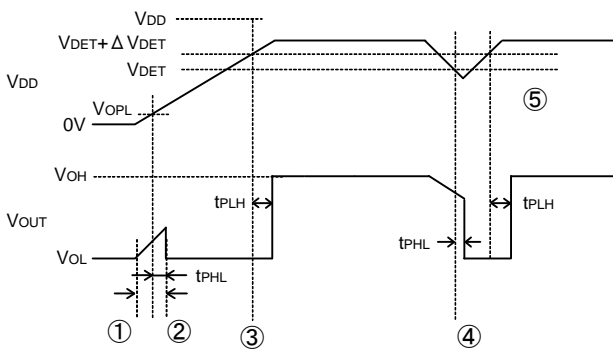 VDD
VDET+ΔVDET
VDET
VDD
VOPL
0V
⑤
VOH
tPLH
tPLH
VOUT
tPHL
VOL
tPHL
① ② ③ ④